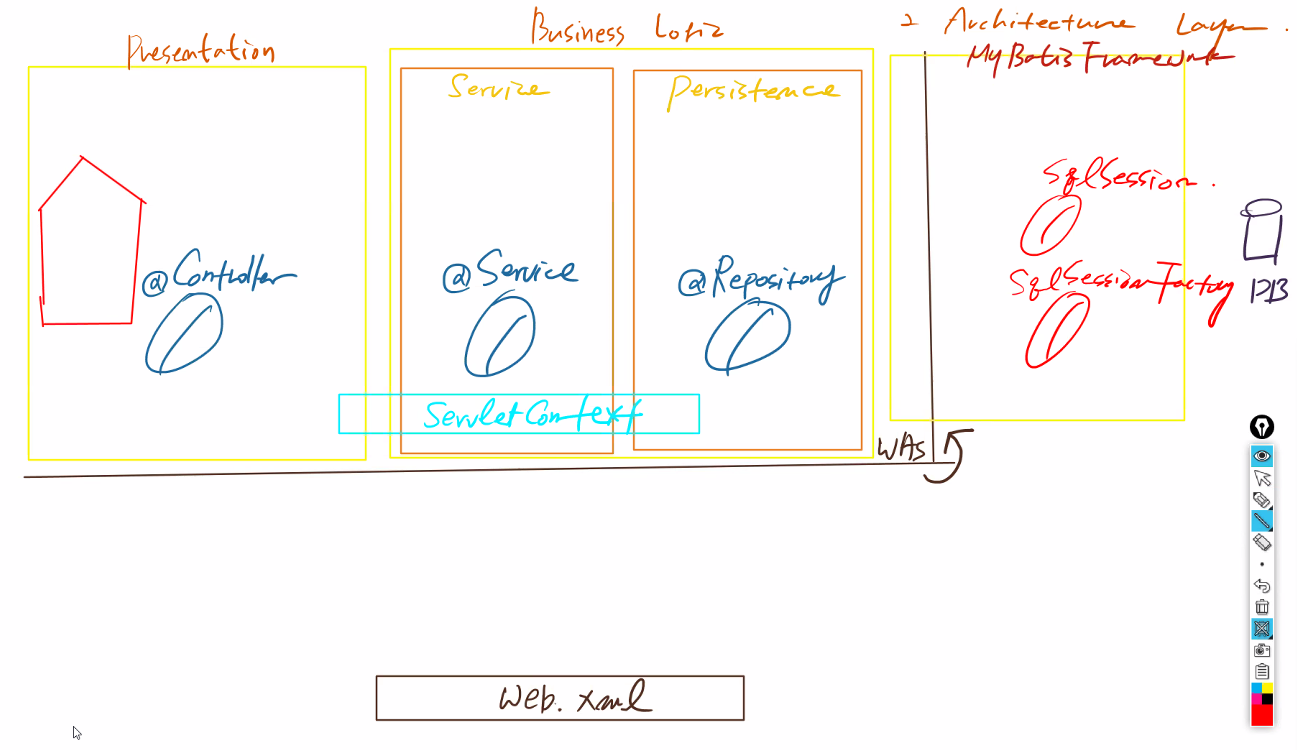 Business Logic
2 Architecture Layer.
Presentation
MyBatis Framework
Service
Persistence
SqlSession.
@Controller
@Service
@Repository
SqlSessionFactory
DB
ServletContext
WAS
Web.xml